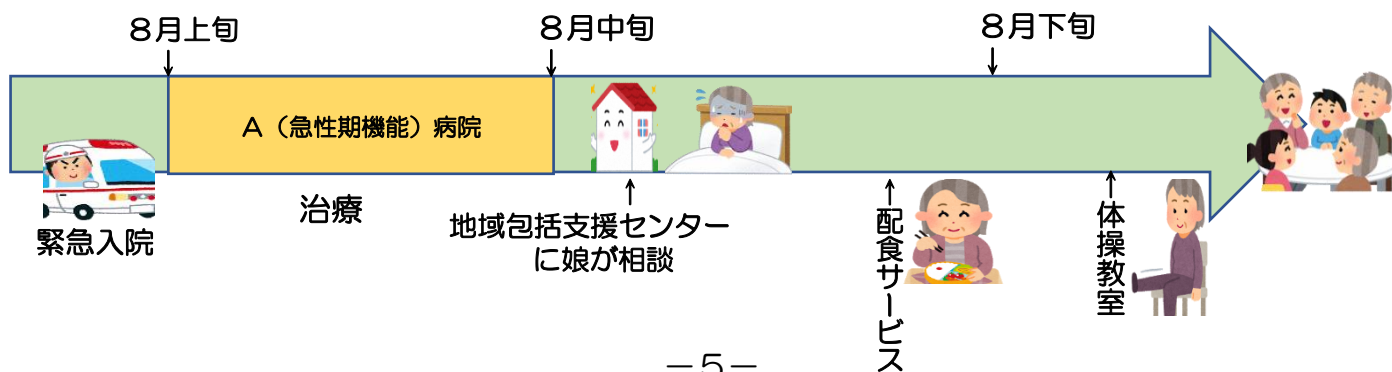 8月上旬
8月中旬
8月下旬
A（急性期機能）病院
緊急入院
治療
地域包括支援センター
に娘が相談
配食サービス
体操教室
－5－